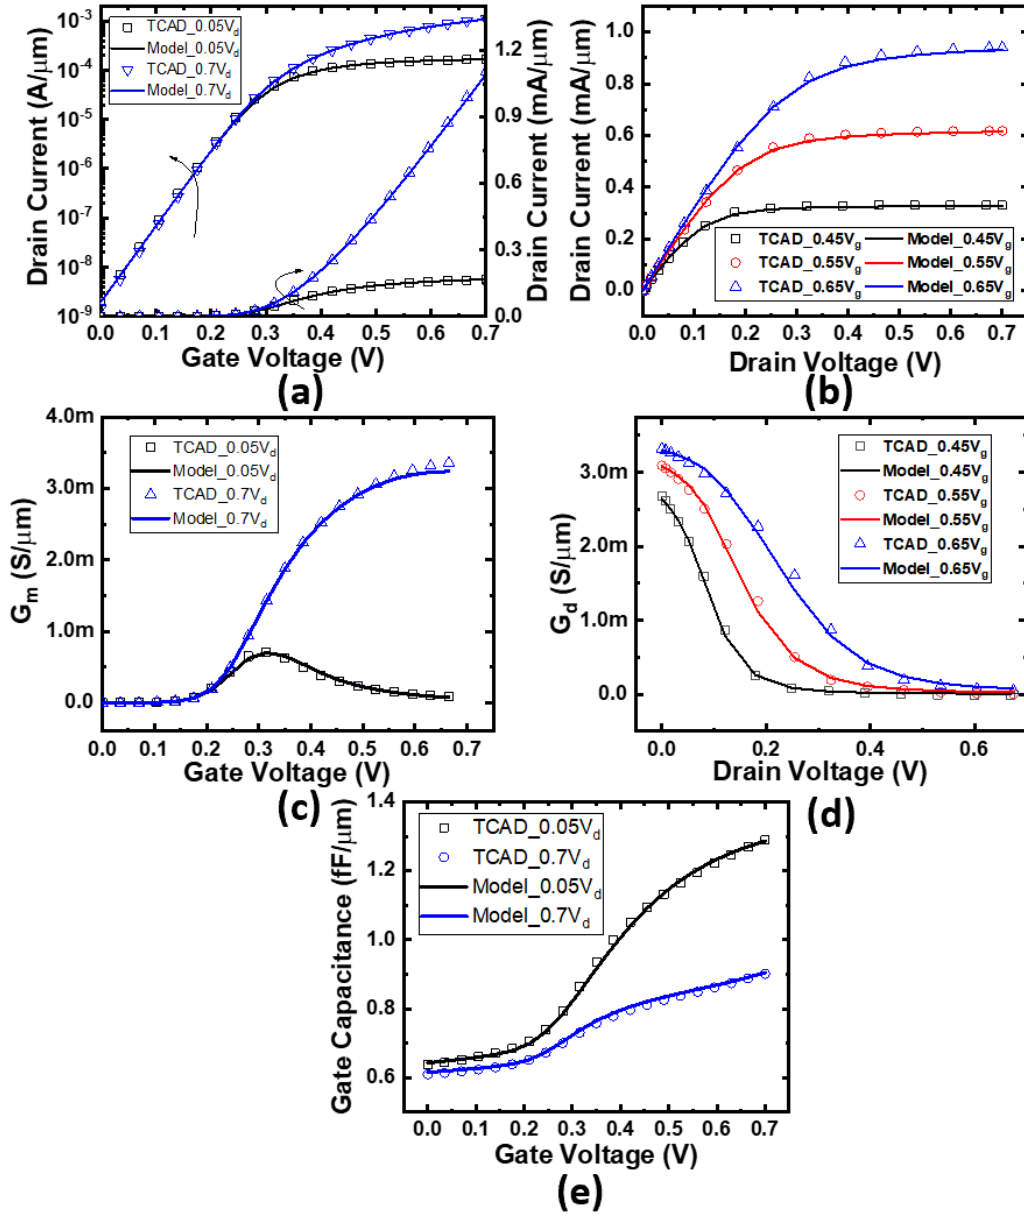 10⁻³
10⁻⁴
10⁻⁵
10⁻⁶
10⁻⁷
10⁻⁸
10⁻⁹
Drain Current (A/μm)
TCAD_0.05V_d
Model_0.05V_d
TCAD_0.7V_d
Model_0.7V_d
1.2
0.9
0.6
0.3
0.0
Drain Current (mA/μm)
0.0 0.1 0.2 0.3 0.4 0.5 0.6 0.7
Gate Voltage (V)
(a)
1.0
0.8
0.6
0.4
0.2
0.0
Drain Current (mA/μm)
TCAD_0.45V_g Model_0.45V_g
TCAD_0.55V_g Model_0.55V_g
TCAD_0.65V_g Model_0.65V_g
0.0 0.1 0.2 0.3 0.4 0.5 0.6 0.7
Drain Voltage (V)
(b)
4.0m
3.0m
2.0m
1.0m
0.0
G_m (S/μm)
TCAD_0.05V_d
Model_0.05V_d
TCAD_0.7V_d
Model_0.7V_d
0.0 0.1 0.2 0.3 0.4 0.5 0.6 0.7
Gate Voltage (V)
(c)
3.0m
2.0m
1.0m
0.0
G_d (S/μm)
TCAD_0.45V_g
Model_0.45V_g
TCAD_0.55V_g
Model_0.55V_g
TCAD_0.65V_g
Model_0.65V_g
0.0 0.2 0.4 0.6
Drain Voltage (V)
(d)
1.4
1.2
1.0
0.8
0.6
Gate Capacitance (fF/μm)
TCAD_0.05V_d
TCAD_0.7V_d
Model_0.05V_d
Model_0.7V_d
0.0 0.1 0.2 0.3 0.4 0.5 0.6 0.7
Gate Voltage (V)
(e)